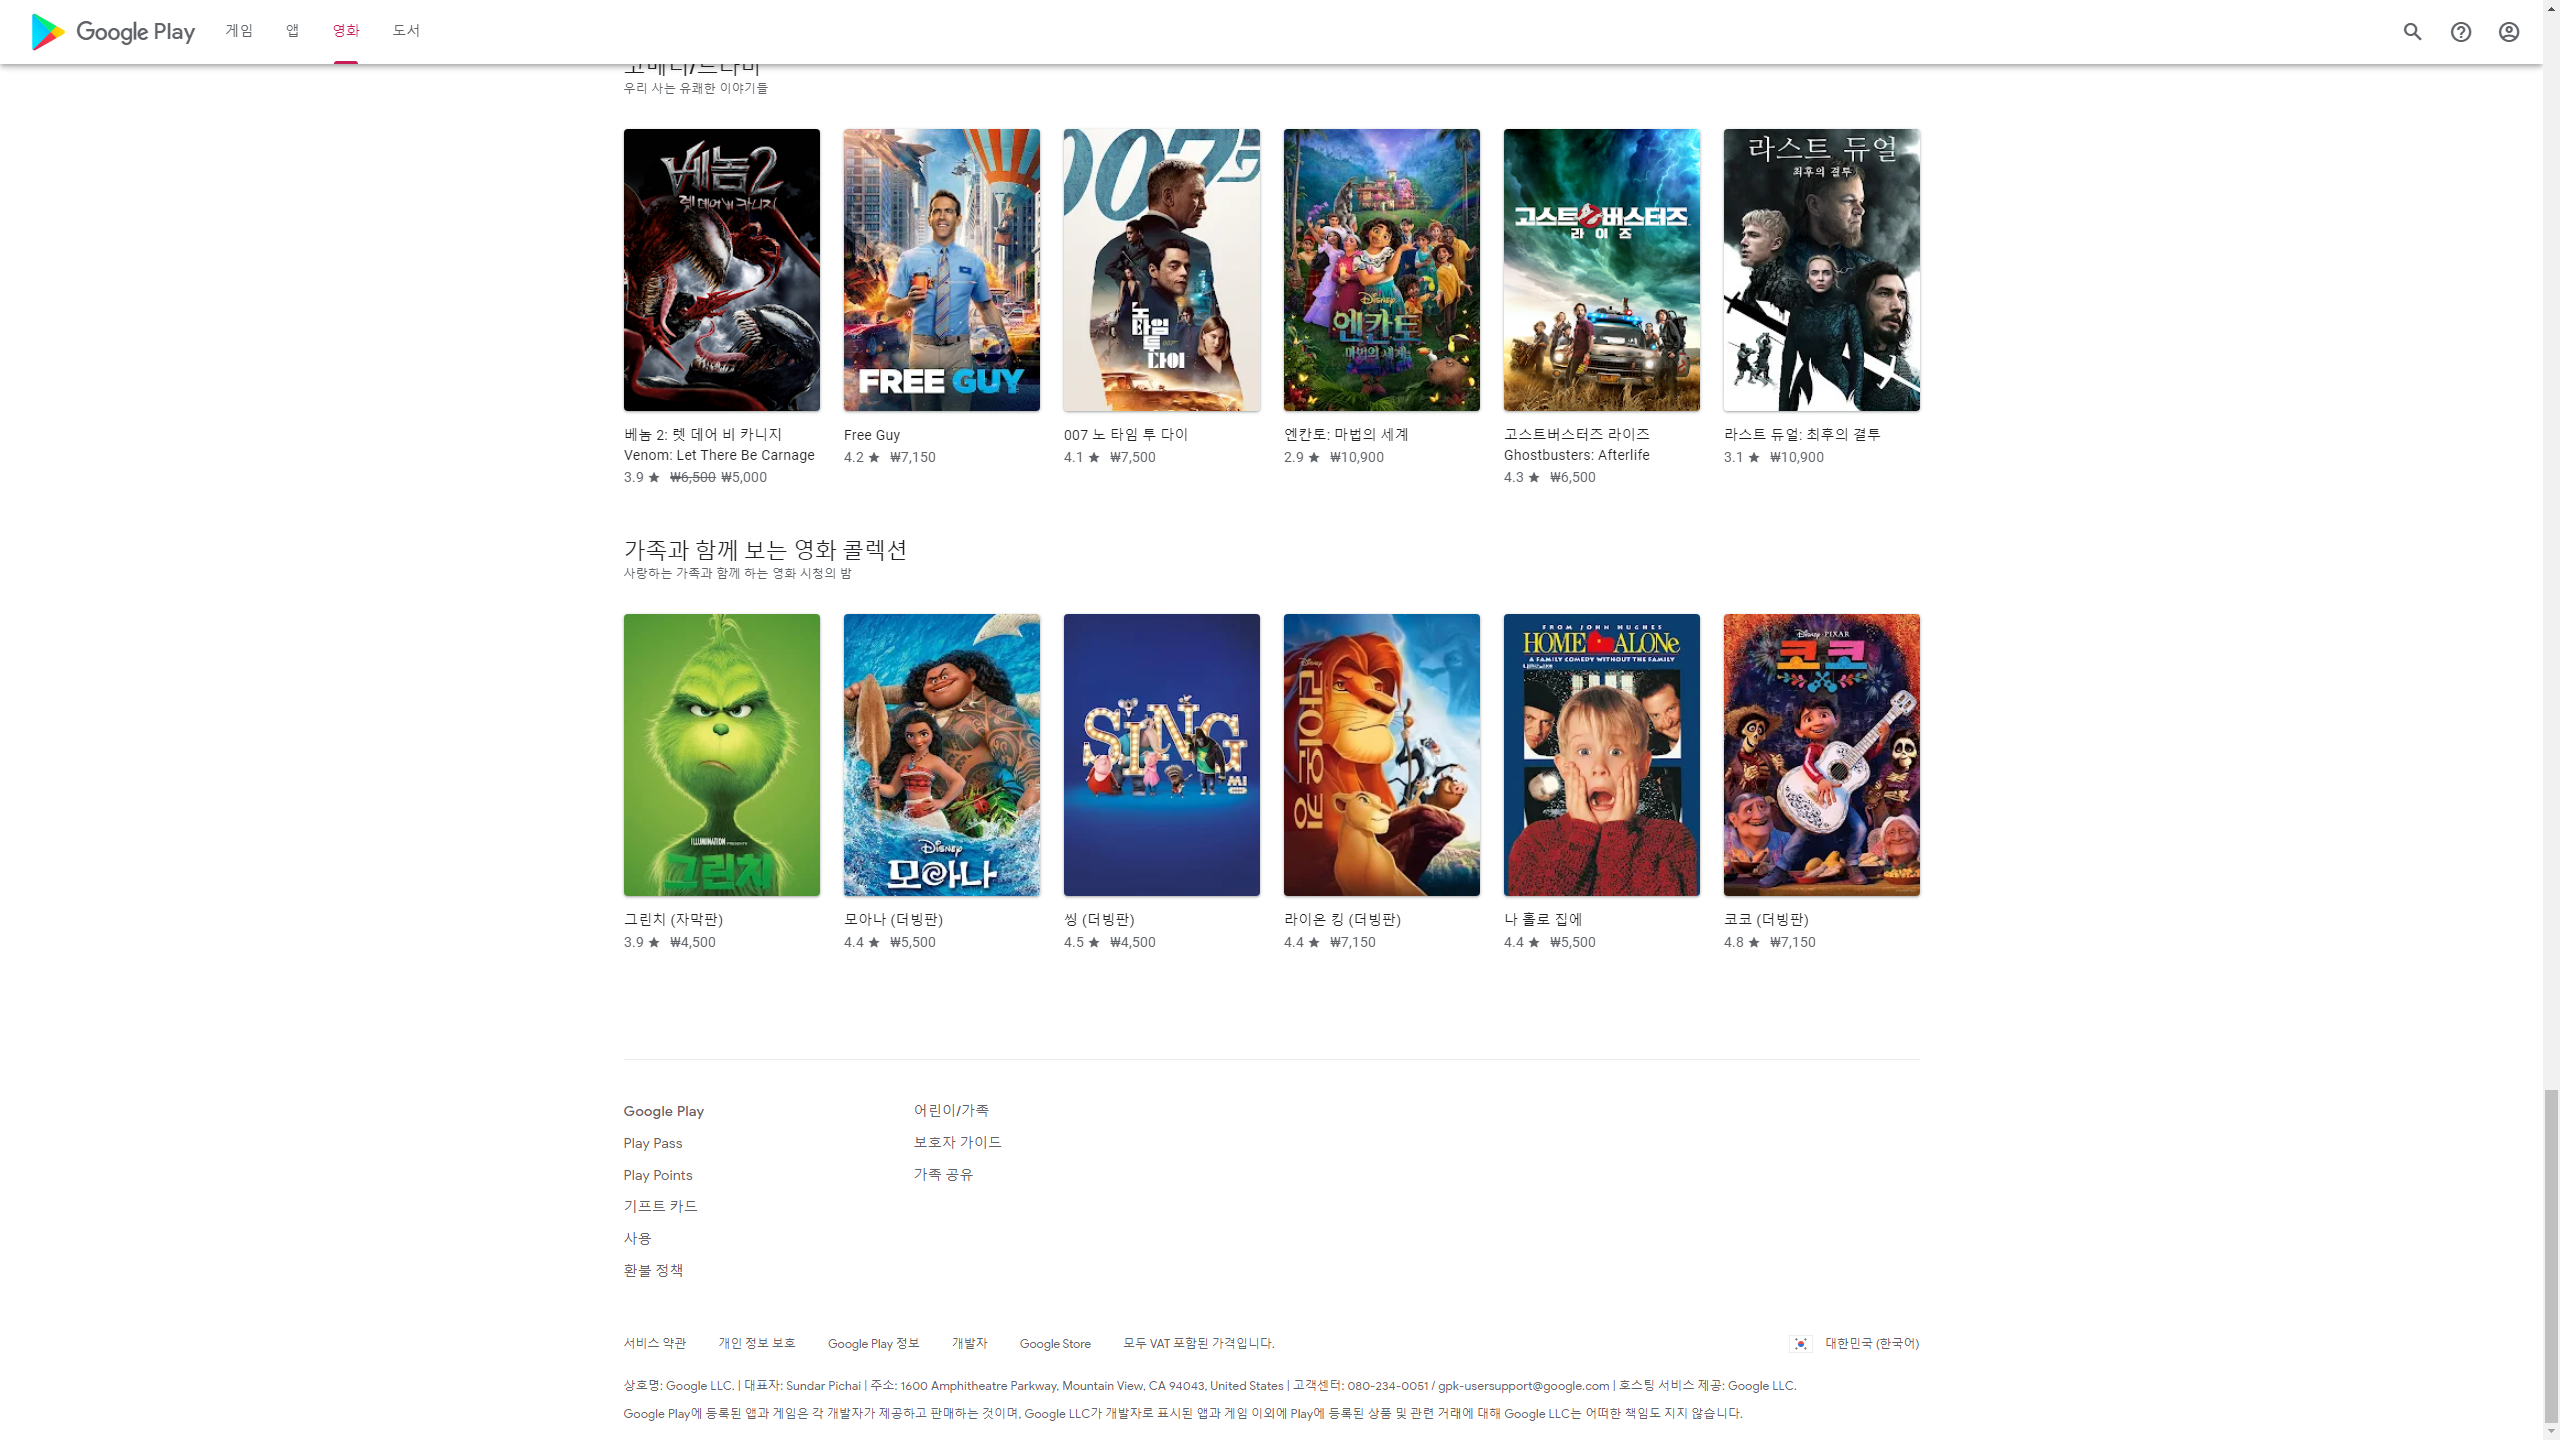 Google Play 게임 앱 영화 도서
코메디/드라마
우리 사는 유쾌한 이야기들
베놈2
렛 데어 비 카니지
FREE GUY
007
노
타임
투
다이
007
Disney
엔칸토
마법의 세계
고스트버스터즈
라이즈
라스트 듀얼
최후의 결투
베놈 2: 렛 데어 비 카니지
Venom: Let There Be Carnage
3.9 ★ ₩6,500 ₩5,000
Free Guy
4.2 ★ ₩7,150
007 노 타임 투 다이
4.1 ★ ₩7,500
엔칸토: 마법의 세계
2.9 ★ ₩10,900
고스트버스터즈 라이즈
Ghostbusters: Afterlife
4.3 ★ ₩6,500
라스트 듀얼: 최후의 결투
3.1 ★ ₩10,900
가족과 함께 보는 영화 콜렉션
사랑하는 가족과 함께 하는 영화 시청의 밤
ILLUMINATION PRESENTS
그린치
Disney
모아나
SING
씽
Disney
라이온 킹
FROM JOHN HUGHES
HOME ALONe
A FAMILY COMEDY WITHOUT THE FAMILY
Disney PIXAR
코코
그린치 (자막판)
3.9 ★ ₩4,500
모아나 (더빙판)
4.4 ★ ₩5,500
씽 (더빙판)
4.5 ★ ₩4,500
라이온 킹 (더빙판)
4.4 ★ ₩7,150
나 홀로 집에
4.4 ★ ₩5,500
코코 (더빙판)
4.8 ★ ₩7,150
Google Play
Play Pass
Play Points
기프트 카드
사용
환불 정책
어린이/가족
보호자 가이드
가족 공유
서비스 약관 개인 정보 보호 Google Play 정보 개발자 Google Store 모두 VAT 포함된 가격입니다. 대한민국 (한국어)
상호명: Google LLC. | 대표자: Sundar Pichai | 주소: 1600 Amphitheatre Parkway, Mountain View, CA 94043, United States | 고객센터: 080-234-0051 / gpk-usersupport@google.com | 호스팅 서비스 제공: Google LLC.
Google Play에 등록된 앱과 게임은 각 개발자가 제공하고 판매하는 것이며, Google LLC가 개발자로 표시된 앱과 게임 이외에 Play에 등록된 상품 및 관련 거래에 대해 Google LLC는 어떠한 책임도 지지 않습니다.